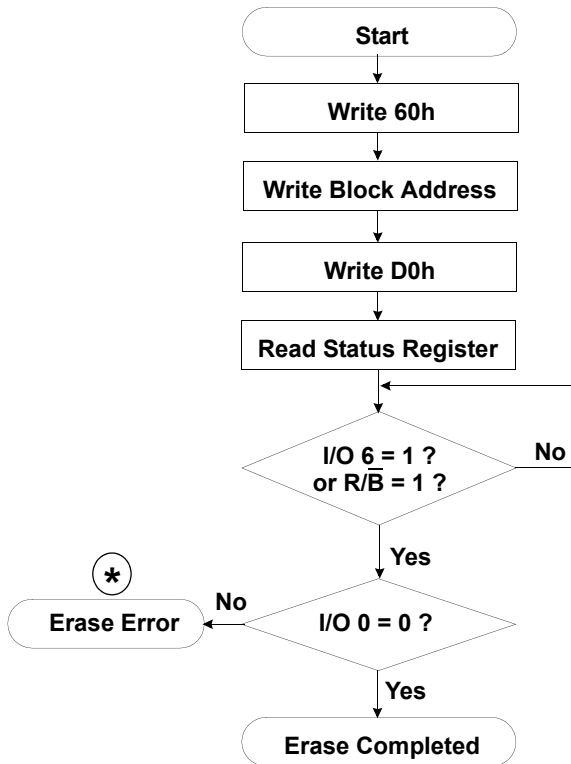 Start
Write 60h
Write Block Address
Write D0h
Read Status Register
I/O 6 = 1 ?
or R/B̅ = 1 ?
No
Yes
*
No
Erase Error
I/O 0 = 0 ?
Yes
Erase Completed